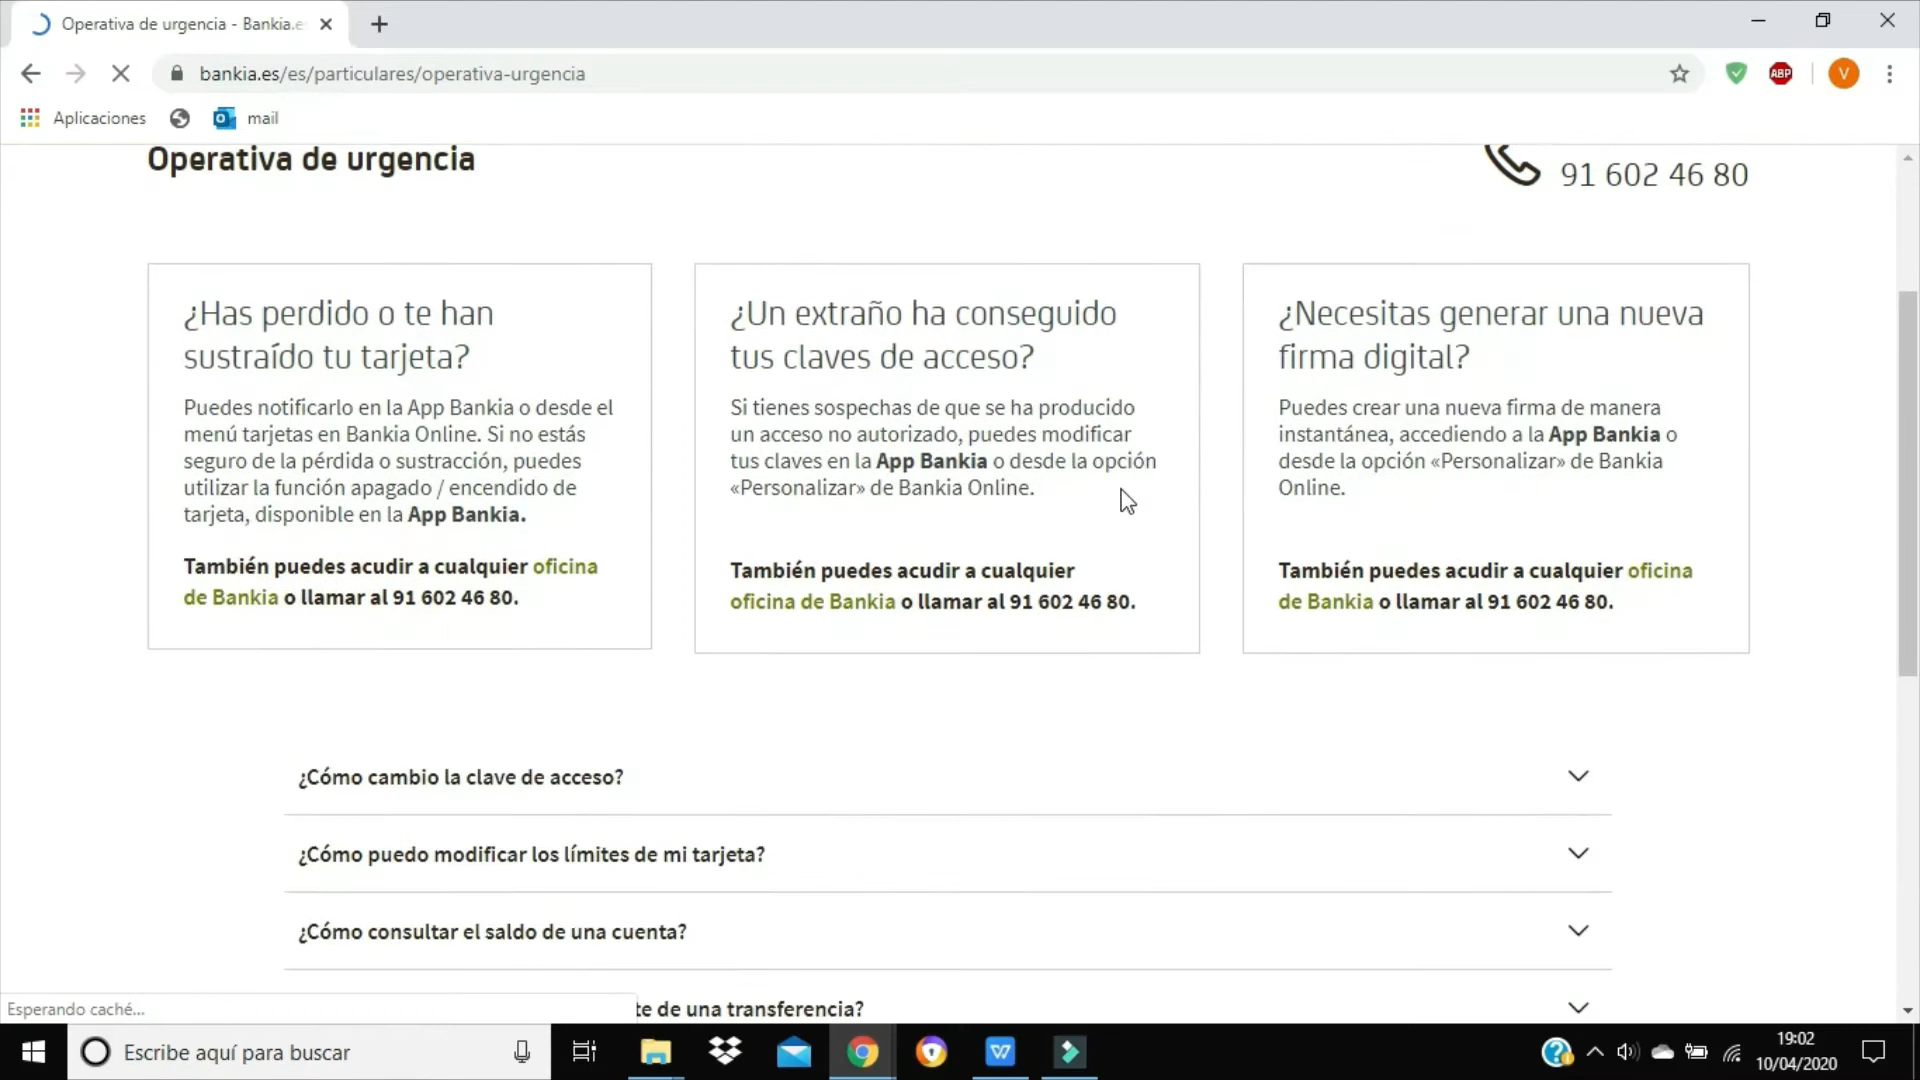 Operativa de urgencia - Bankia.e
bankia.es/es/particulares/operativa-urgencia
ABP
V
Aplicaciones
mail
Operativa de urgencia
91 602 46 80
¿Has perdido o te han
sustraído tu tarjeta?
Puedes notificarlo en la App Bankia o desde el
menú tarjetas en Bankia Online. Si no estás
seguro de la pérdida o sustracción, puedes
utilizar la función apagado / encendido de
tarjeta, disponible en la App Bankia.
También puedes acudir a cualquier oficina
de Bankia o llamar al 91 602 46 80.
¿Un extraño ha conseguido
tus claves de acceso?
Si tienes sospechas de que se ha producido
un acceso no autorizado, puedes modificar
tus claves en la App Bankia o desde la opción
«Personalizar» de Bankia Online.
También puedes acudir a cualquier
oficina de Bankia o llamar al 91 602 46 80.
¿Necesitas generar una nueva
firma digital?
Puedes crear una nueva firma de manera
instantánea, accediendo a la App Bankia o
desde la opción «Personalizar» de Bankia
Online.
También puedes acudir a cualquier oficina
de Bankia o llamar al 91 602 46 80.
¿Cómo cambio la clave de acceso?
¿Cómo puedo modificar los límites de mi tarjeta?
¿Cómo consultar el saldo de una cuenta?
te de una transferencia?
Esperando caché...
Escribe aquí para buscar
19:02
10/04/2020